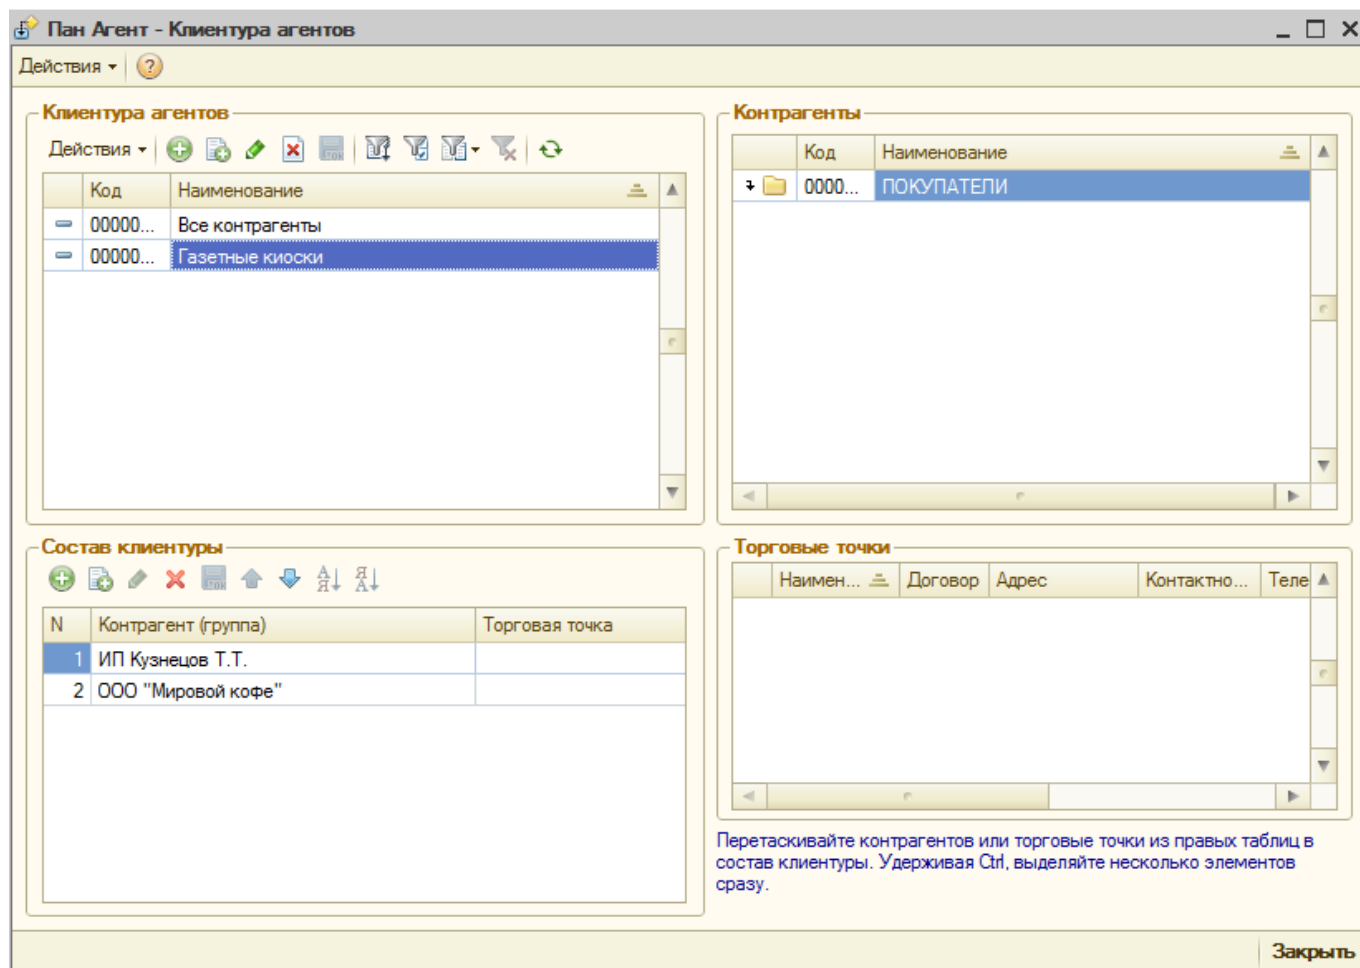 Пан Агент - Клиентура агентов
Действия
Клиентура агентов
Действия
Код Наименование
00000... Все контрагенты
00000... Газетные киоски
Контрагенты
Код Наименование
0000... ПОКУПАТЕЛИ
Состав клиентуры
N Контрагент (группа) Торговая точка
1 ИП Кузнецов Т.Т.
2 ООО "Мировой кофе"
Торговые точки
Наимен... Договор Адрес Контактно... Теле
Перетаскивайте контрагентов или торговые точки из правых таблиц в
состав клиентуры. Удерживая Ctrl, выделяйте несколько элементов
сразу.
Закрыть